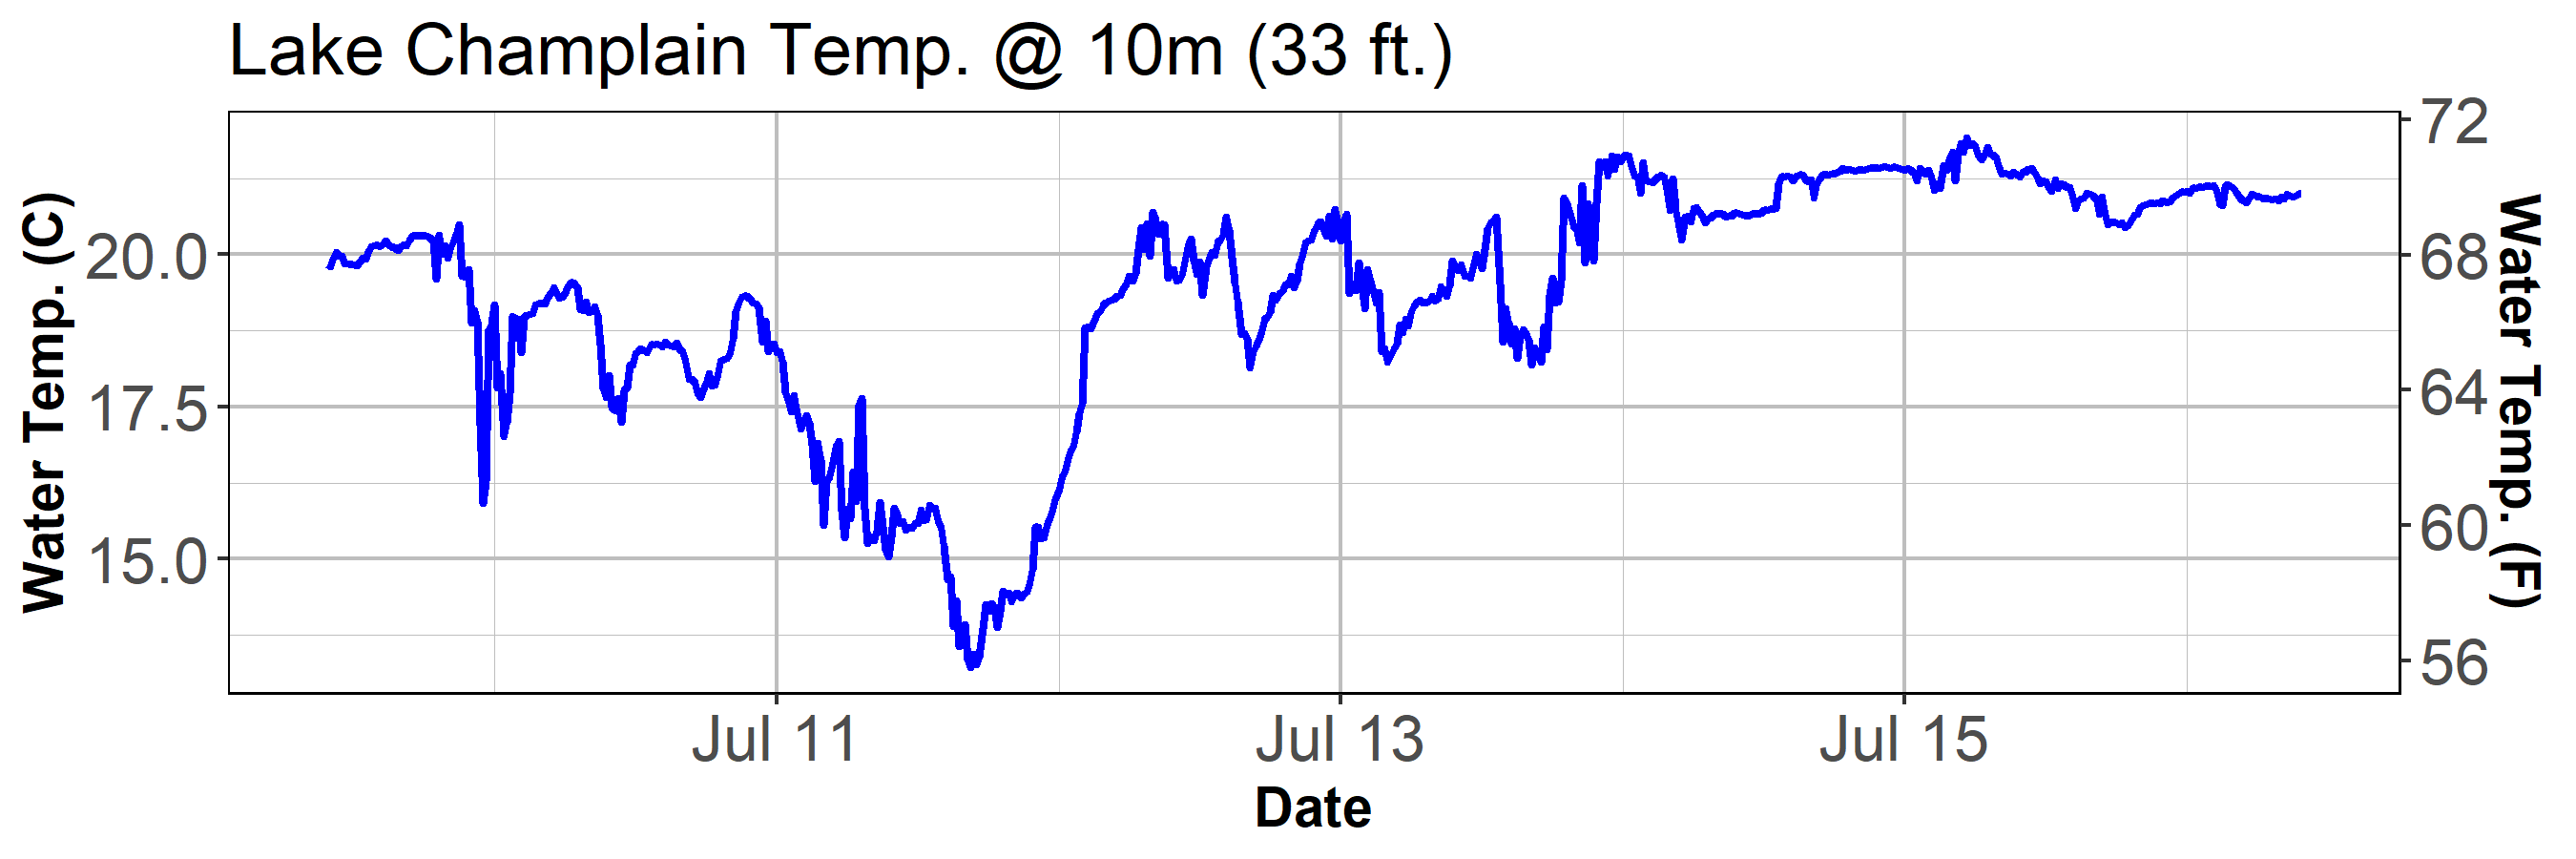 Lake Champlain Temp. @ 10m (33 ft.)
Water Temp. (C)
20.0
17.5
15.0
72
68
64
60
56
Water Temp. (F)
Jul 11
Jul 13
Jul 15
Date